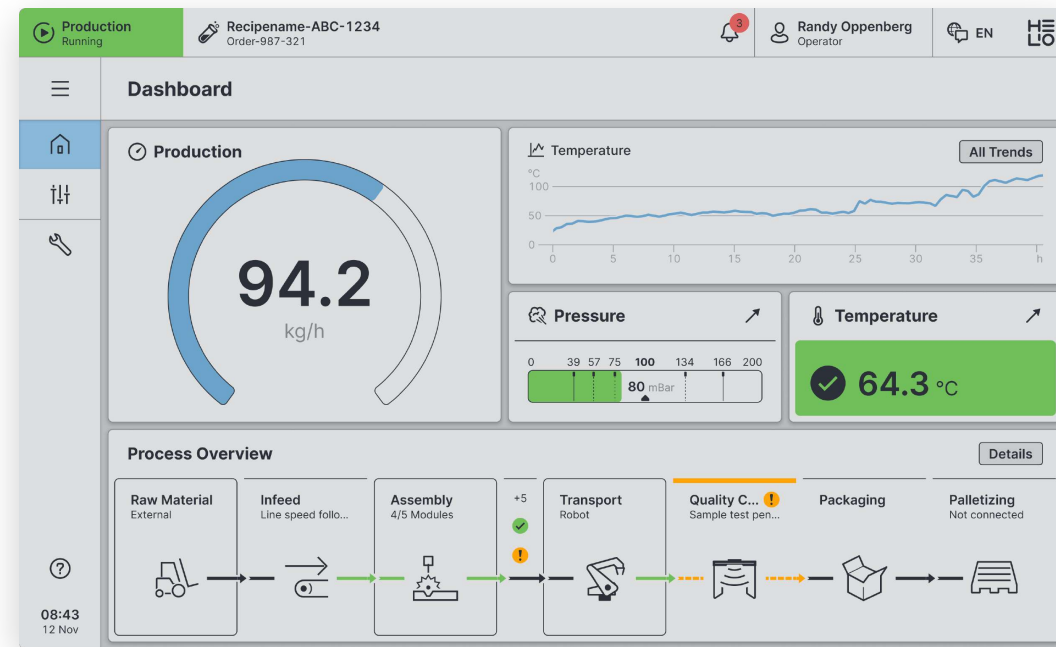 Production
Running
Recipename-ABC-1234
Order-987-321
3
Randy Oppenberg
Operator
EN
HELIO
Dashboard
Production
94.2
kg/h
Temperature
All Trends
°C
100
50
0
0 5 10 15 20 25 30 35 h
Pressure
0 39 57 75 100 134 166 200
80 mBar
Temperature
64.3 °C
Process Overview
Details
Raw Material
External
Infeed
Line speed follo...
Assembly
4/5 Modules
+5
Transport
Robot
Quality C...
Sample test pen...
Packaging
Palletizing
Not connected
08:43
12 Nov